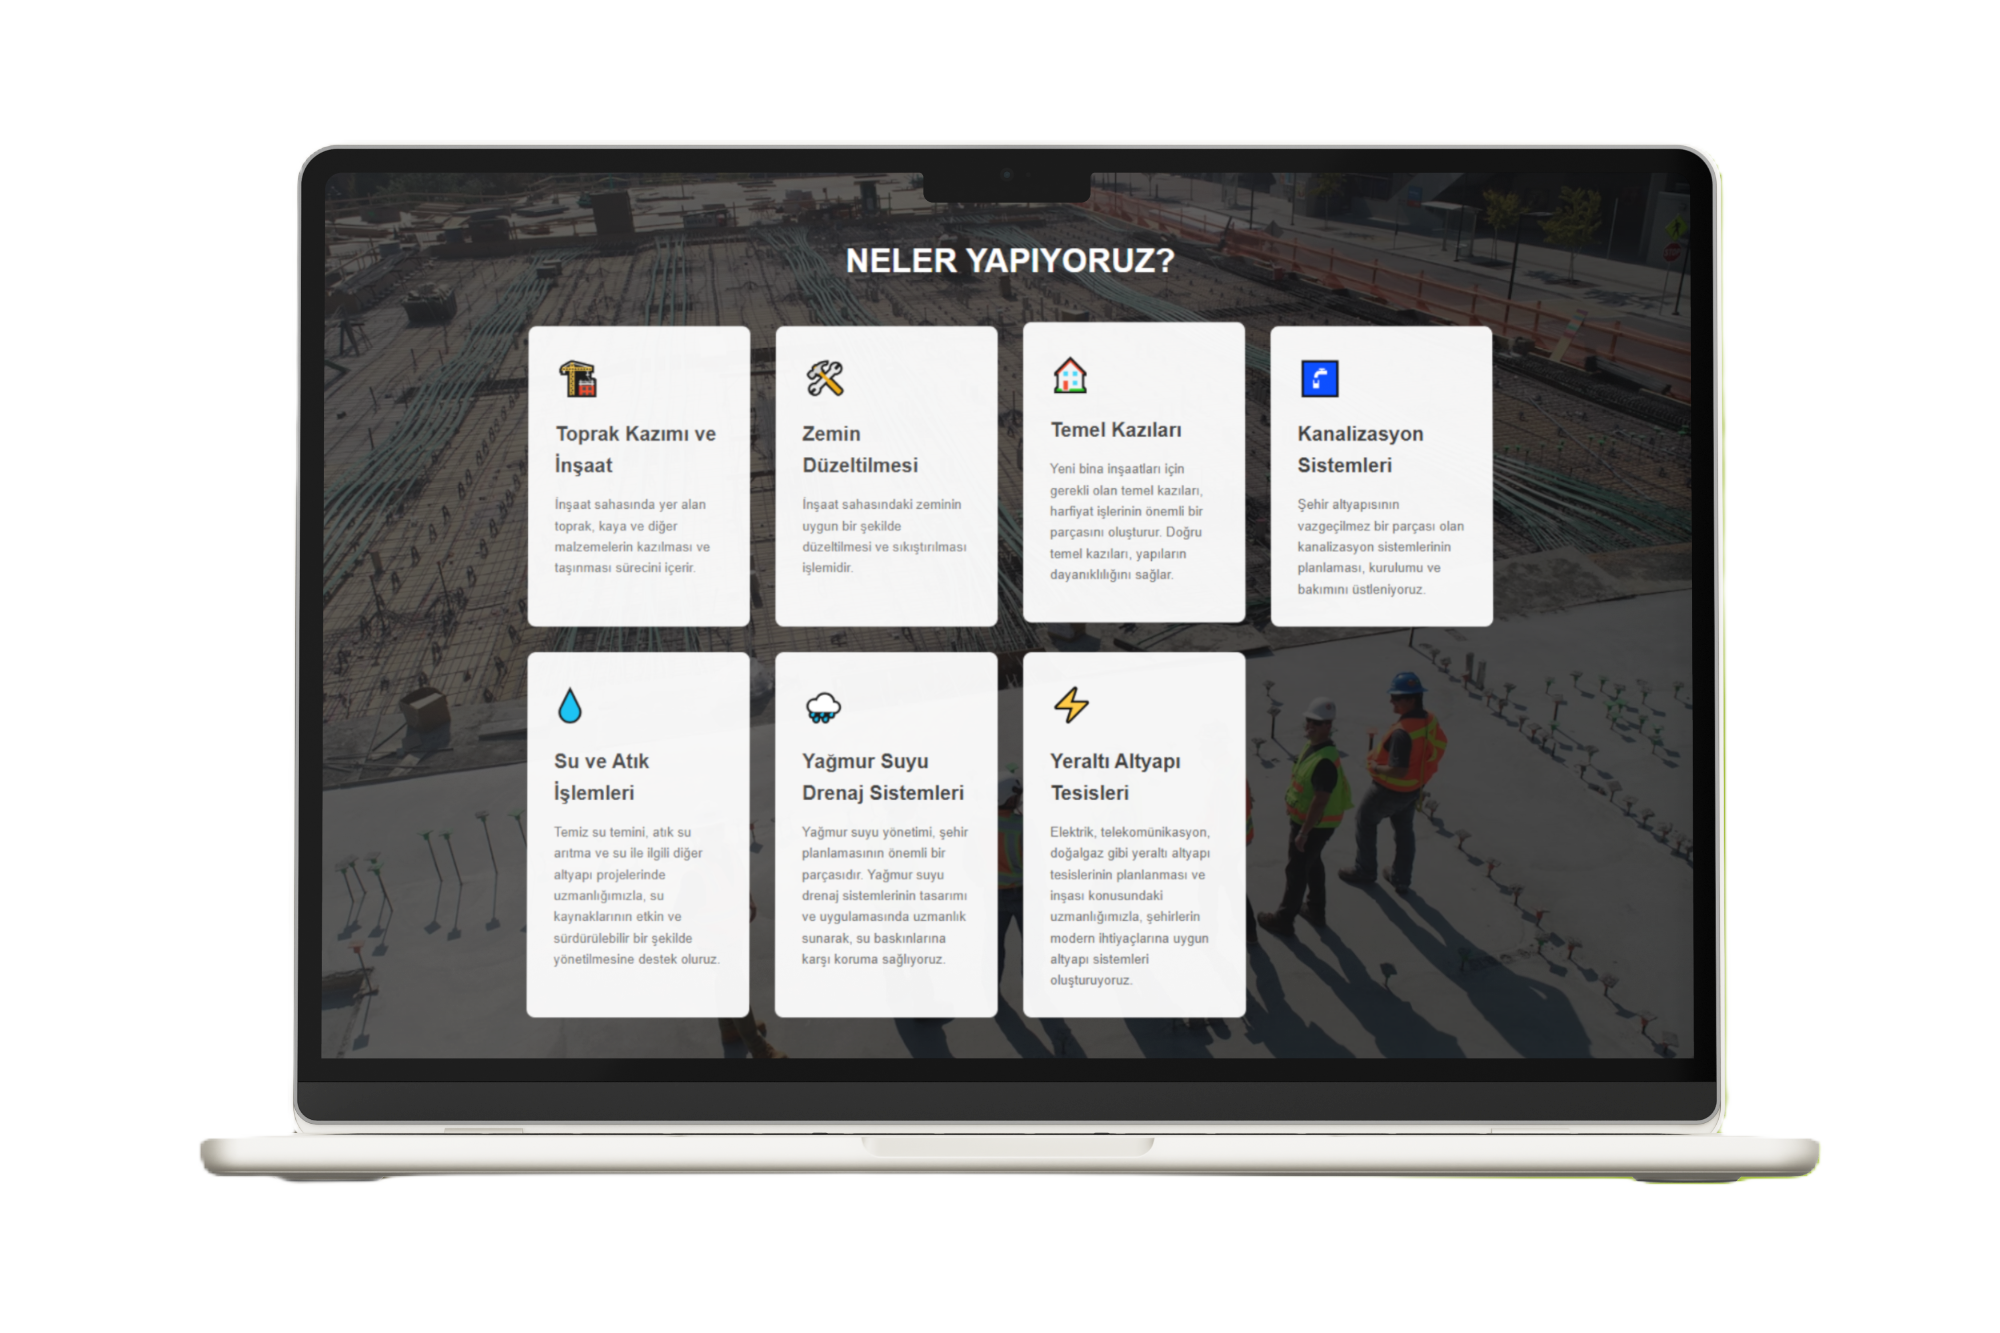 NELER YAPIYORUZ?
Toprak Kazımı ve
İnşaat
İnşaat sahasında yer alan
toprak, kaya ve diğer
malzemelerin kazılması ve
taşınması sürecini içerir.
Zemin
Düzeltilmesi
İnşaat sahasındaki zeminin
uygun bir şekilde
düzeltilmesi ve sıkıştırılması
işlemidir.
Temel Kazıları
Yeni bina inşaatları için
gerekli olan temel kazıları,
harfiyat işlerinin önemli bir
parçasını oluşturur. Doğru
temel kazıları, yapıların
dayanıklılığını sağlar.
Kanalizasyon
Sistemleri
Şehir altyapısının
vazgeçilmez bir parçası olan
kanalizasyon sistemlerinin
planlaması, kurulumu ve
bakımını üstleniyoruz.
Su ve Atık
İşlemleri
Temiz su temini, atık su
arıtma ve su ile ilgili diğer
altyapı projelerinde
uzmanlığımızla, su
kaynaklarının etkin ve
sürdürülebilir bir şekilde
yönetilmesine destek oluruz.
Yağmur Suyu
Drenaj Sistemleri
Yağmur suyu yönetimi, şehir
planlamasının önemli bir
parçasıdır. Yağmur suyu
drenaj sistemlerinin tasarımı
ve uygulamasında uzmanlık
sunarak, su baskınlarına
karşı koruma sağlıyoruz.
Yeraltı Altyapı
Tesisleri
Elektrik, telekomünikasyon,
doğalgaz gibi yeraltı altyapı
tesislerinin planlanması ve
inşası konusundaki
uzmanlığımızla, şehirlerin
modern ihtiyaçlarına uygun
altyapı sistemleri
oluşturuyoruz.